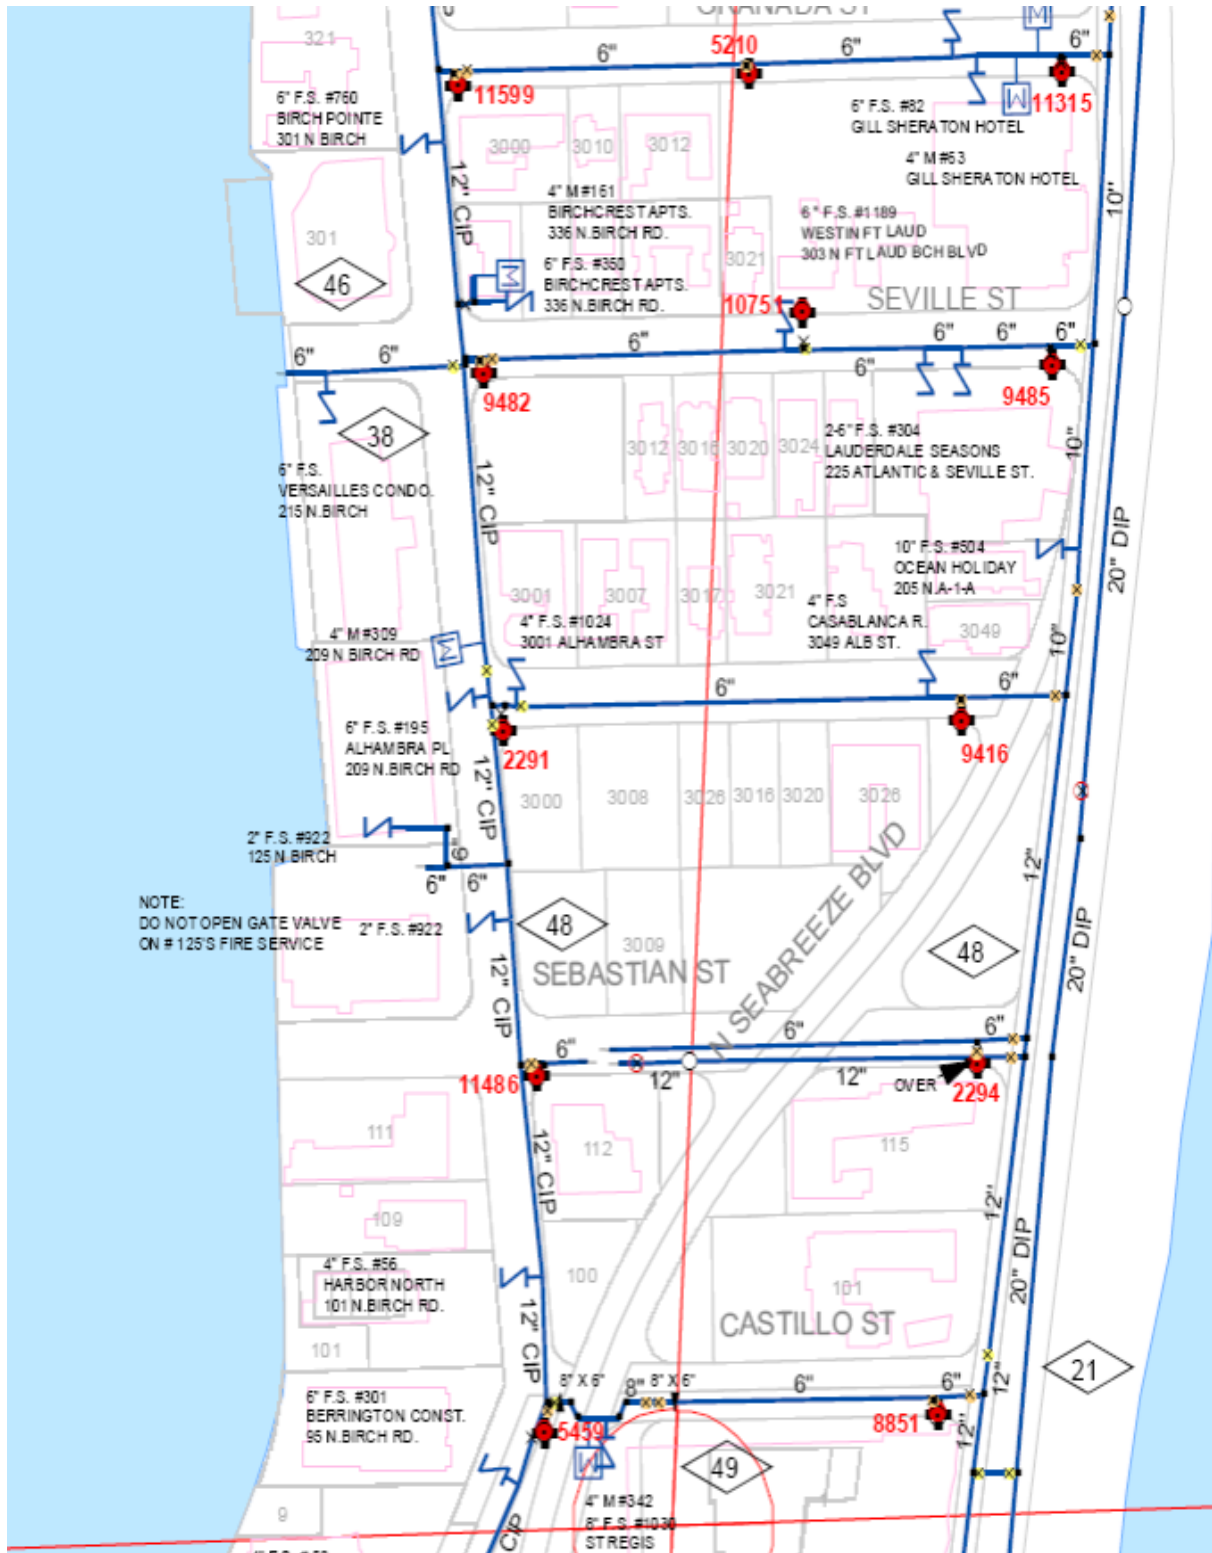 GRANADA ST
321
6"
5210
6"
M
6"
11599
M
11315
6" F.S. #760
BIRCH POINTE
301 N BIRCH
6" F.S. #82
GILL SHERATON HOTEL
3000
3010
3012
4" M #63
GILL SHERATON HOTEL
12" CIP
10"
4" M #161
BIRCHCREST APTS.
336 N.BIRCH RD.
6" F.S. #1189
WESTIN FT LAUD
303 N FT LAUD BCH BLVD
301
3021
46
M
6" F.S. #350
BIRCHCREST APTS.
336 N.BIRCH RD.
10751
SEVILLE ST
6"
6"
6"
6"
6"
6"
6"
9482
9485
38
3012
3016
3020
3024
2-6" F.S. #304
LAUDERDALE SEASONS
225 ATLANTIC & SEVILLE ST.
10"
6" F.S.
VERSAILLES CONDO.
215 N.BIRCH
12" CIP
20" DIP
10" F.S. #504
OCEAN HOLIDAY
205 N.A-1-A
3001
3007
3017
3021
4" F.S
CASABLANCA R.
3049 ALB ST.
4" F.S. #1024
3001 ALHAMBRA ST
3049
4" M #309
209 N BIRCH RD
M
10"
6"
6"
6" F.S. #195
ALHAMBRA PL
209 N.BIRCH RD
2291
9416
12" CIP
3000
3008
3026
3016
3020
3026
2" F.S. #922
125 N BIRCH
6"
6"
6"
12"
NOTE:
DO NOT OPEN GATE VALVE
ON # 125'S FIRE SERVICE
2" F.S. #922
48
3009
48
SEBASTIAN ST
N SEABREEZE BLVD
12" CIP
20" DIP
6"
6"
6"
11486
12"
12"
OVER
2294
111
112
115
12" CIP
12"
109
20" DIP
4" F.S. #56
HARBOR NORTH
101 N.BIRCH RD.
100
101
12" CIP
CASTILLO ST
101
21
6" F.S. #301
BERRINGTON CONST.
95 N.BIRCH RD.
8" X 6"
8"
8" X 6"
6"
6"
12"
5459
8851
12"
M
49
4" M #342
8" F.S. #1030
ST REGIS
9
CIP